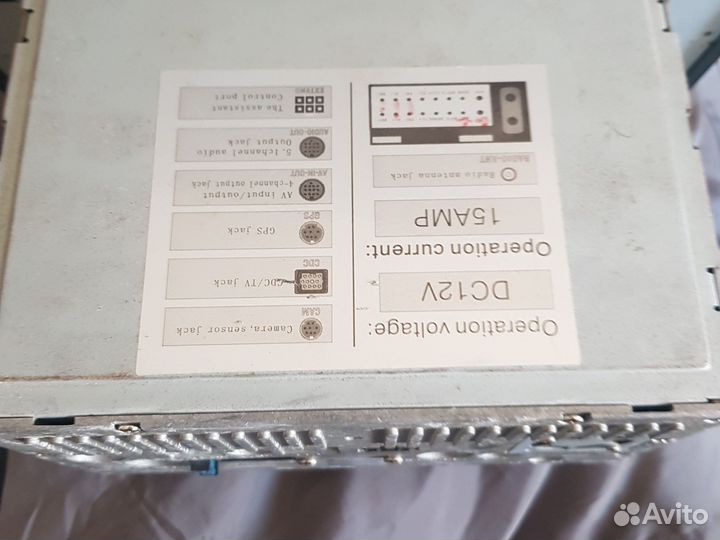 Operation voltage:
DC12V
Operation current:
15AMP
Radio antenna jack
RADIO-ANT
CAM
Camera, sensor jack
CDC
CDC/TV jack
GPS
GPS jack
AV-IN-OUT
AV input/output
4-channel output jack
AUDIO-OUT
5.1channel audio
Output jack
EXTEND
The assistant
Control port
Avito